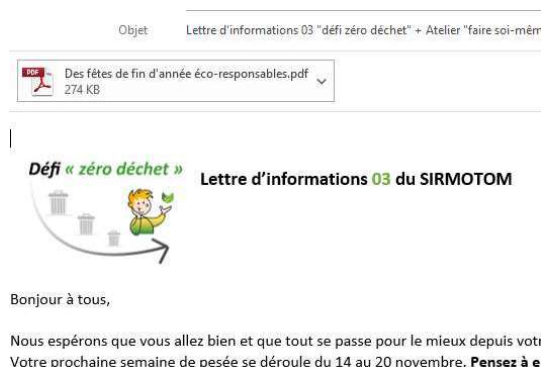 Objet Lettre d'informations 03 "défi zéro déchet" + Atelier "faire soi-mêm
PDF
Des fêtes de fin d'année éco-responsables.pdf
274 KB
Défi « zéro déchet »
Lettre d'informations 03 du SIRMOTOM
Bonjour à tous,
Nous espérons que vous allez bien et que tout se passe pour le mieux depuis votr
Votre prochaine semaine de pesée se déroule du 14 au 20 novembre. Pensez à e